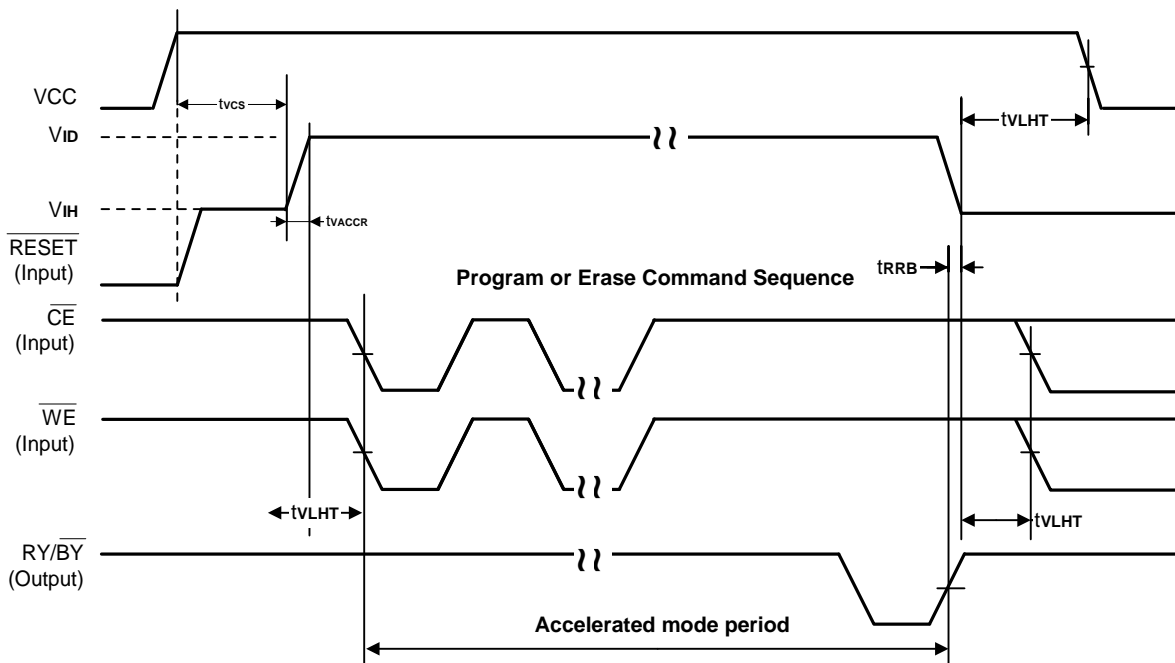 VCC
tVCS
VID
tVLHT
VIH
tVACCR
RESET
(Input)
tRRB
Program or Erase Command Sequence
CE
(Input)
WE
(Input)
tVLHT
tVLHT
RY/BY
(Output)
Accelerated mode period